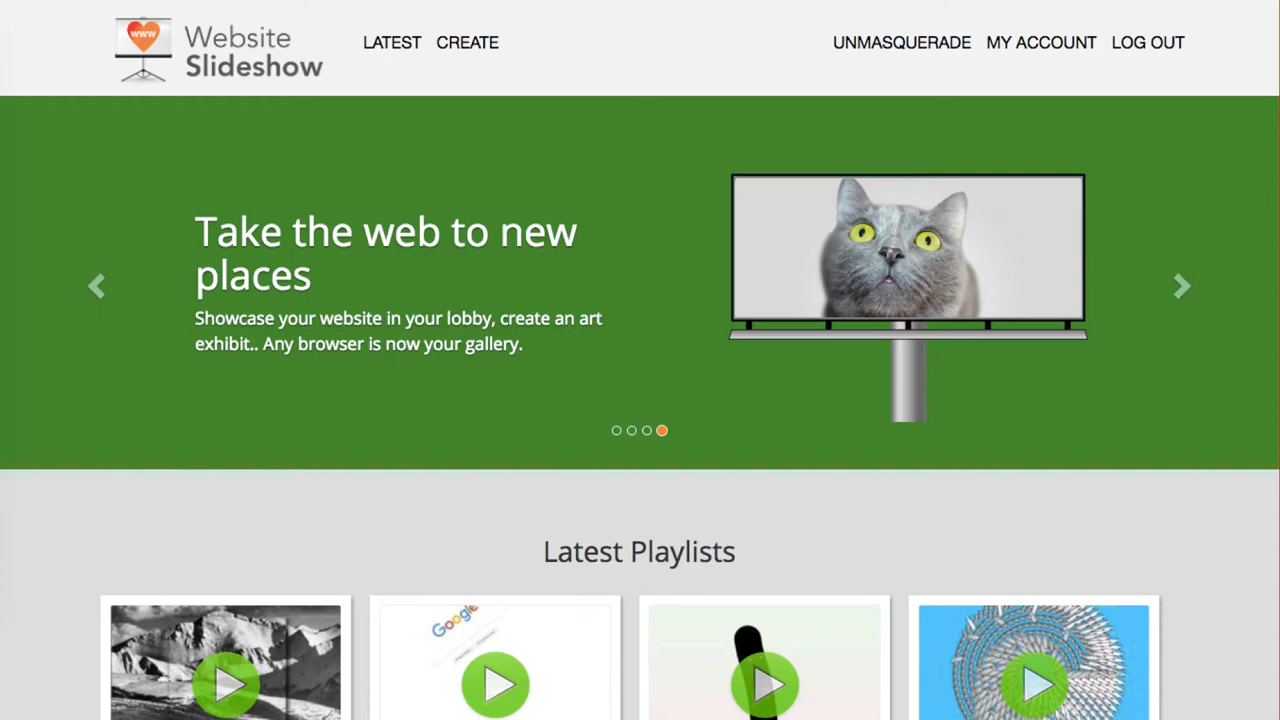 www
Website
Slideshow
LATEST CREATE
UNMASQUERADE MY ACCOUNT LOG OUT
Take the web to new
places
Showcase your website in your lobby, create an art
exhibit.. Any browser is now your gallery.
Latest Playlists
Google